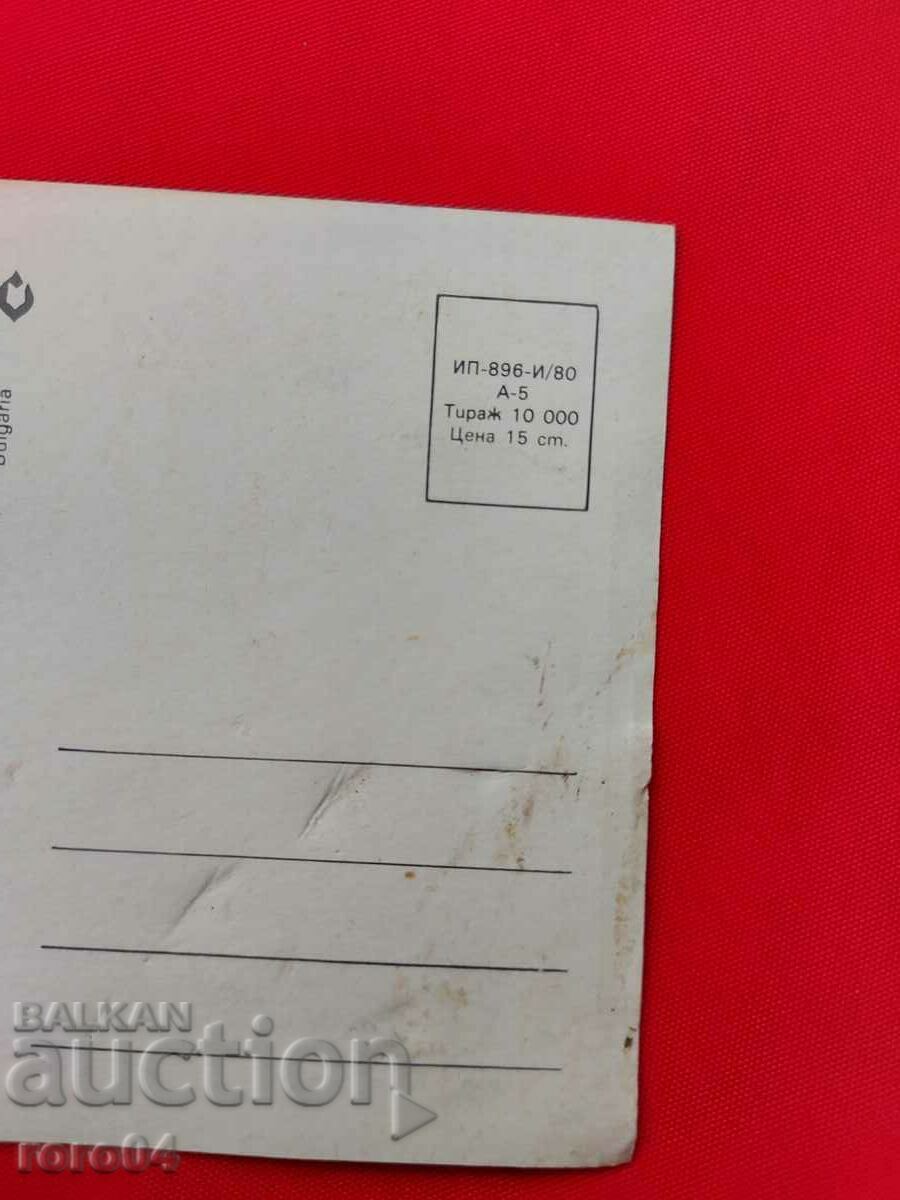 ИП-896-И/80
А-5
Тираж 10 000
Цена 15 ст.
Bulgaria
BALKAN
auction
roro04